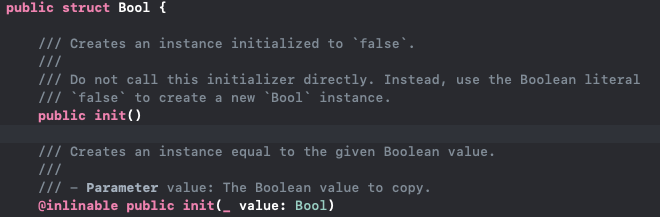 public struct Bool {
/// Creates an instance initialized to `false`.
///
/// Do not call this initializer directly. Instead, use the Boolean literal
/// `false` to create a new `Bool` instance.
public init()
/// Creates an instance equal to the given Boolean value.
///
/// - Parameter value: The Boolean value to copy.
@inlinable public init(_ value: Bool)